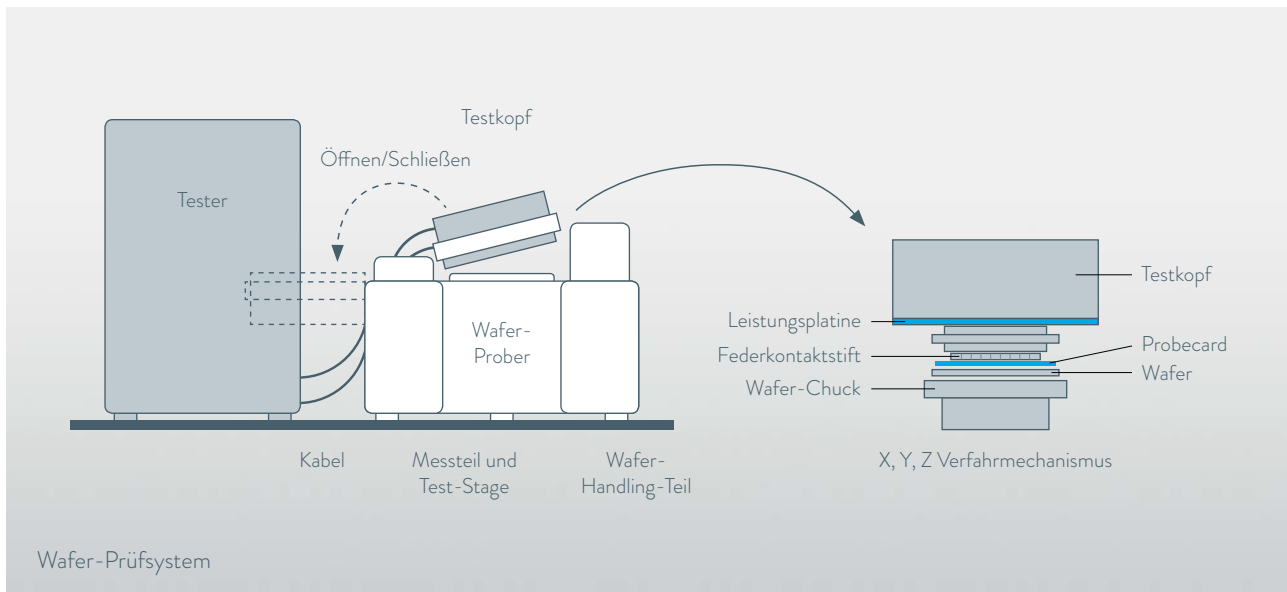 Testkopf
Öffnen/Schließen
Tester
Wafer-
Prober
Kabel
Messteil und
Test-Stage
Wafer-
Handling-Teil
Testkopf
Leistungsplatine
Federkontaktstift
Wafer-Chuck
Probecard
Wafer
X, Y, Z Verfahrmechanismus
Wafer-Prüfsystem